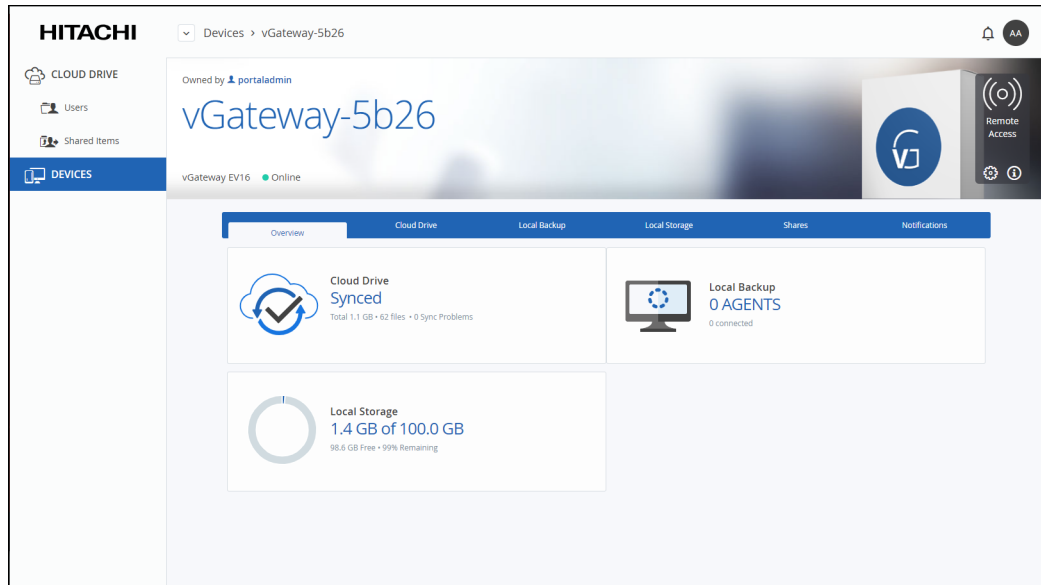 HITACHI
Devices > vGateway-5b26
AA
CLOUD DRIVE
Users
Shared Items
DEVICES
Owned by portaladmin
vGateway-5b26
vGateway EV16 Online
Remote
Access
Overview
Cloud Drive
Local Backup
Local Storage
Shares
Notifications
Cloud Drive
Synced
Total 1.1 GB • 62 files • 0 Sync Problems
Local Backup
0 AGENTS
0 connected
Local Storage
1.4 GB of 100.0 GB
98.6 GB Free • 99% Remaining